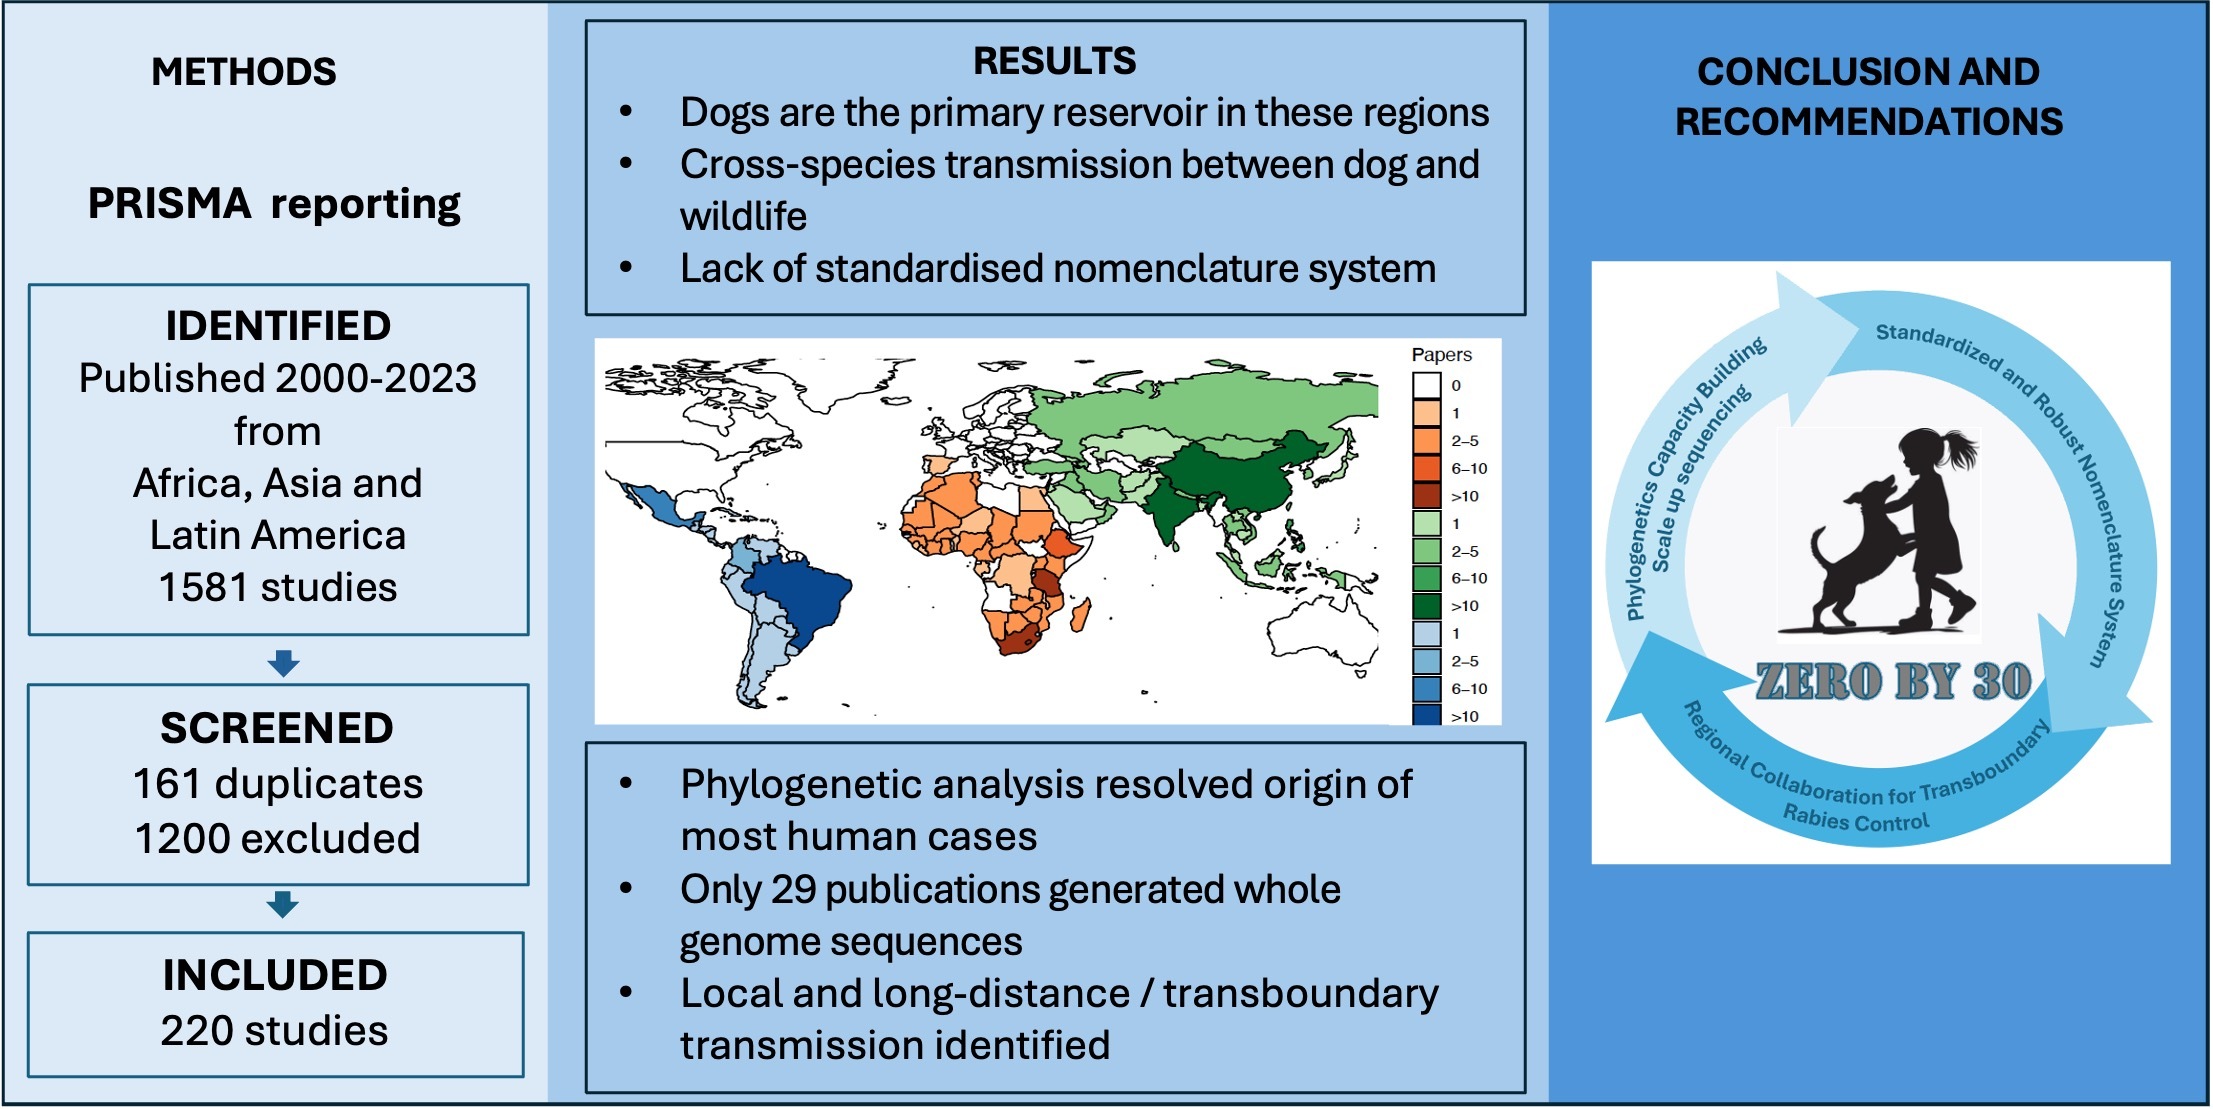 METHODS
PRISMA reporting
IDENTIFIED
Published 2000-2023
from
Africa, Asia and
Latin America
1581 studies
SCREENED
161 duplicates
1200 excluded
INCLUDED
220 studies
RESULTS
• Dogs are the primary reservoir in these regions
• Cross-species transmission between dog and
wildlife
• Lack of standardised nomenclature system
Papers
0
1
2–5
6–10
>10
1
2–5
6–10
>10
1
2–5
6–10
>10
• Phylogenetic analysis resolved origin of
most human cases
• Only 29 publications generated whole
genome sequences
• Local and long-distance / transboundary
transmission identified
CONCLUSION AND
RECOMMENDATIONS
Phylogenetics Capacity Building
Scale up sequencing
Standardized and Robust Nomenclature System
Regional Collaboration for Transboundary
Rabies Control
ZERO BY 30